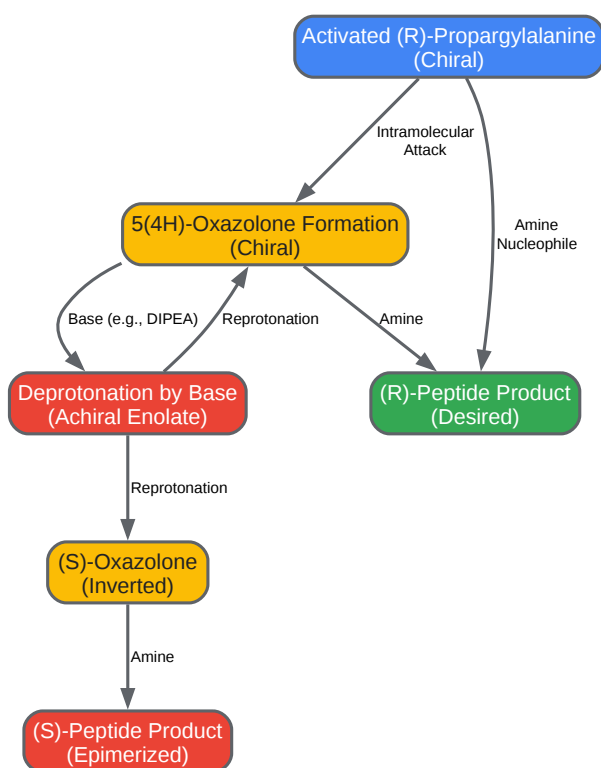 Activated (R)-Propargylalanine
(Chiral)
Intramolecular
Attack
5(4H)-Oxazolone Formation
(Chiral)
Amine
Nucleophile
Base (e.g., DIPEA)
Reprotonation
Amine
Deprotonation by Base
(Achiral Enolate)
(R)-Peptide Product
(Desired)
Reprotonation
(S)-Oxazolone
(Inverted)
Amine
(S)-Peptide Product
(Epimerized)